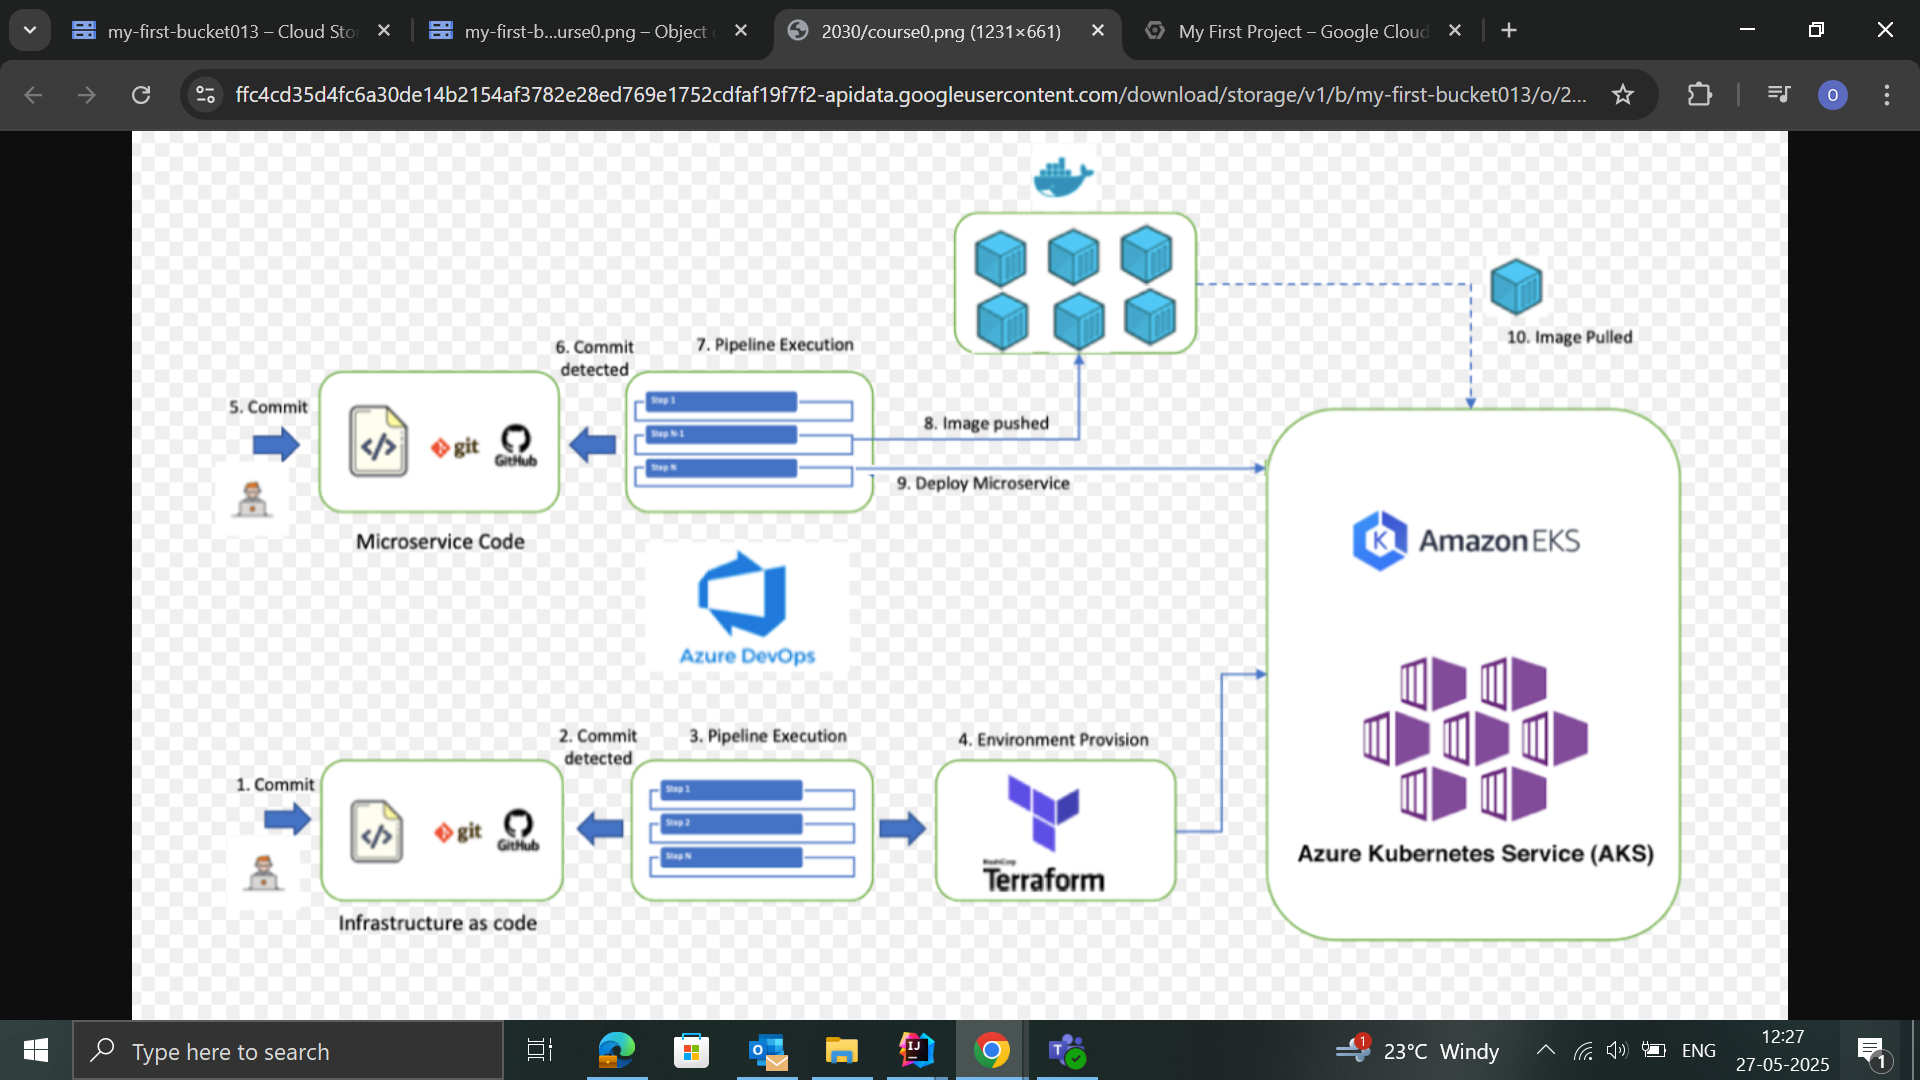 my-first-bucket013 – Cloud Sto
my-first-b...urse0.png – Object
2030/course0.png (1231×661)
My First Project – Google Cloud
ffc4cd35d4fc6a30de14b2154af3782e28ed769e1752cdfaf19f7f2-apidata.googleusercontent.com/download/storage/v1/b/my-first-bucket013/o/2...
O
10. Image Pulled
6. Commit
detected
7. Pipeline Execution
5. Commit
Step 1
Step N-1
Step N
git
GitHub
8. Image pushed
9. Deploy Microservice
Microservice Code
Amazon EKS
Azure DevOps
2. Commit
detected
3. Pipeline Execution
4. Environment Provision
1. Commit
Step 1
Step 2
Step N
git
GitHub
HashiCorp
Terraform
Azure Kubernetes Service (AKS)
Infrastructure as code
Type here to search
1
23°C Windy
ENG
12:27
27-05-2025
1